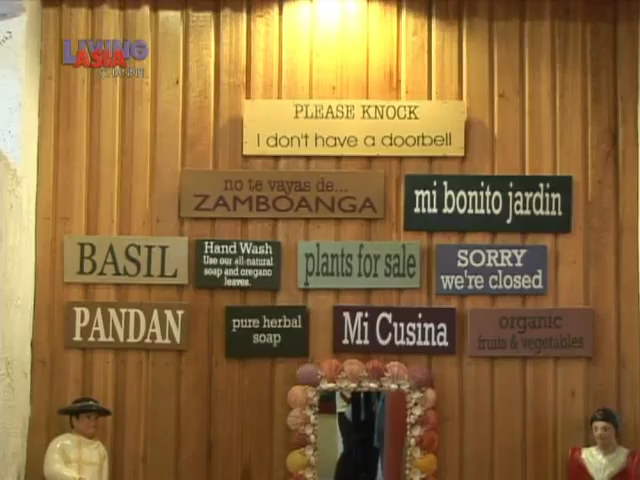 LIVING
ASIA
CHANNEL
PLEASE KNOCK
I don't have a doorbell
no te vayas de...
ZAMBOANGA
mi bonito jardin
BASIL
Hand Wash
Use our all-natural
soap and oregano
leaves.
plants for sale
SORRY
we're closed
PANDAN
pure herbal
soap
Mi Cusina
organic
fruits & vegetables